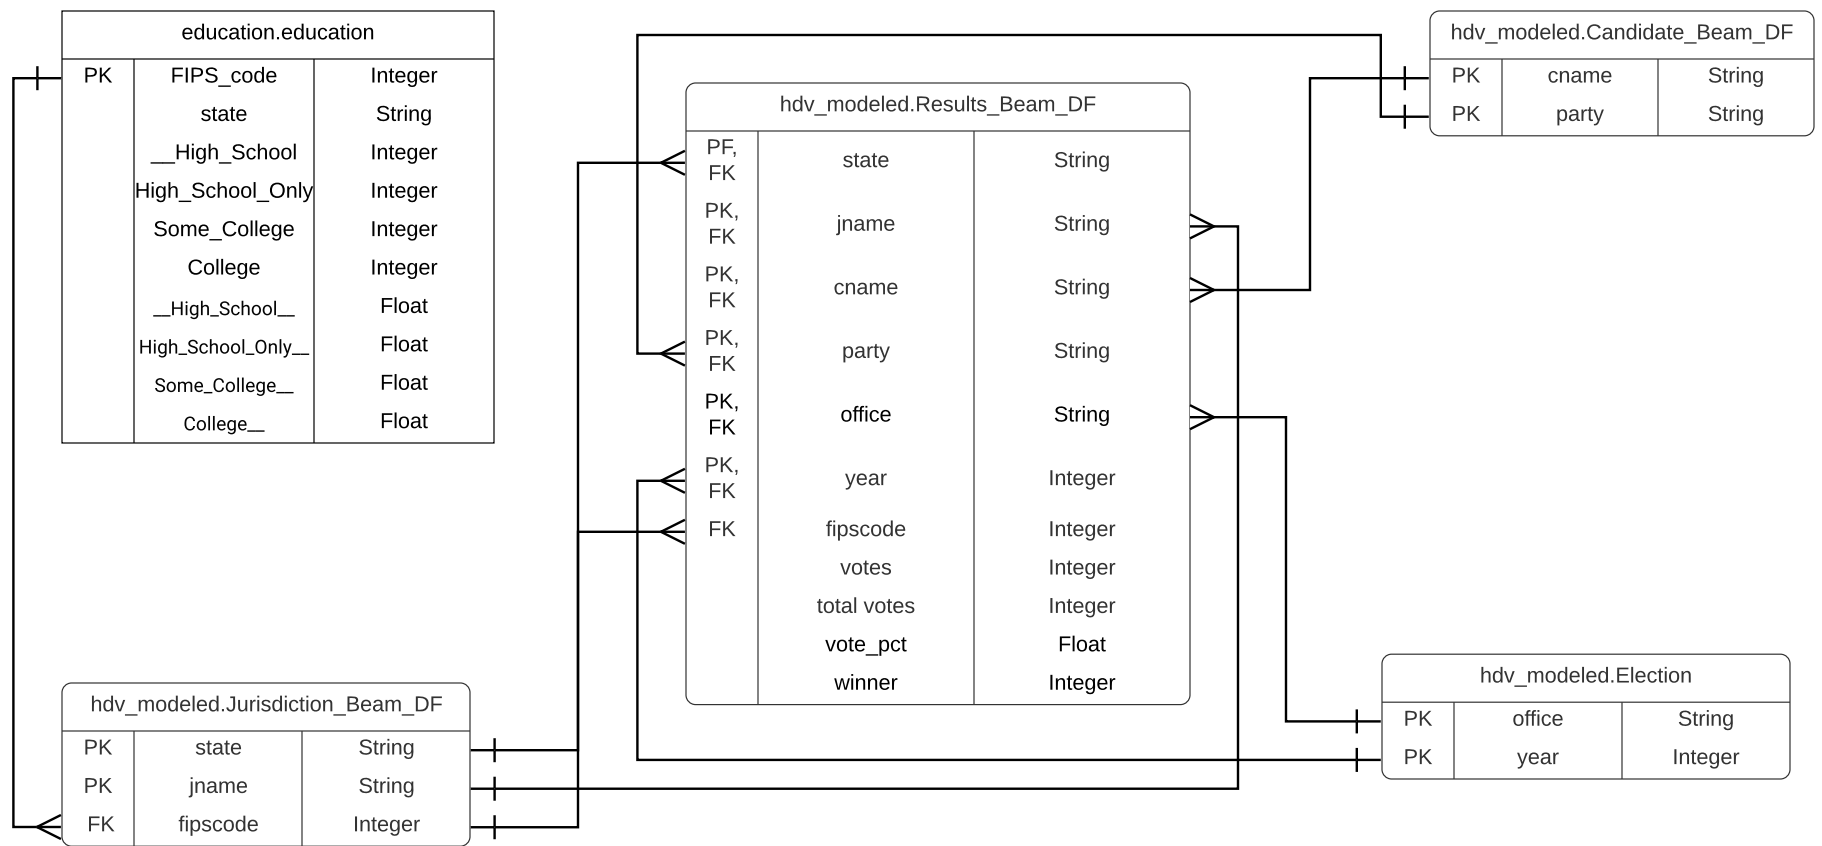 education.education
PK FIPS_code Integer
state String
__High_School Integer
High_School_Only Integer
Some_College Integer
College Integer
__High_School__ Float
High_School_Only__ Float
Some_College__ Float
College__ Float
hdv_modeled.Results_Beam_DF
PF,
FK state String
PK,
FK jname String
PK,
FK cname String
PK,
FK party String
PK,
FK office String
PK,
FK year Integer
FK fipscode Integer
votes Integer
total votes Integer
vote_pct Float
winner Integer
hdv_modeled.Candidate_Beam_DF
PK cname String
PK party String
hdv_modeled.Jurisdiction_Beam_DF
PK state String
PK jname String
FK fipscode Integer
hdv_modeled.Election
PK office String
PK year Integer